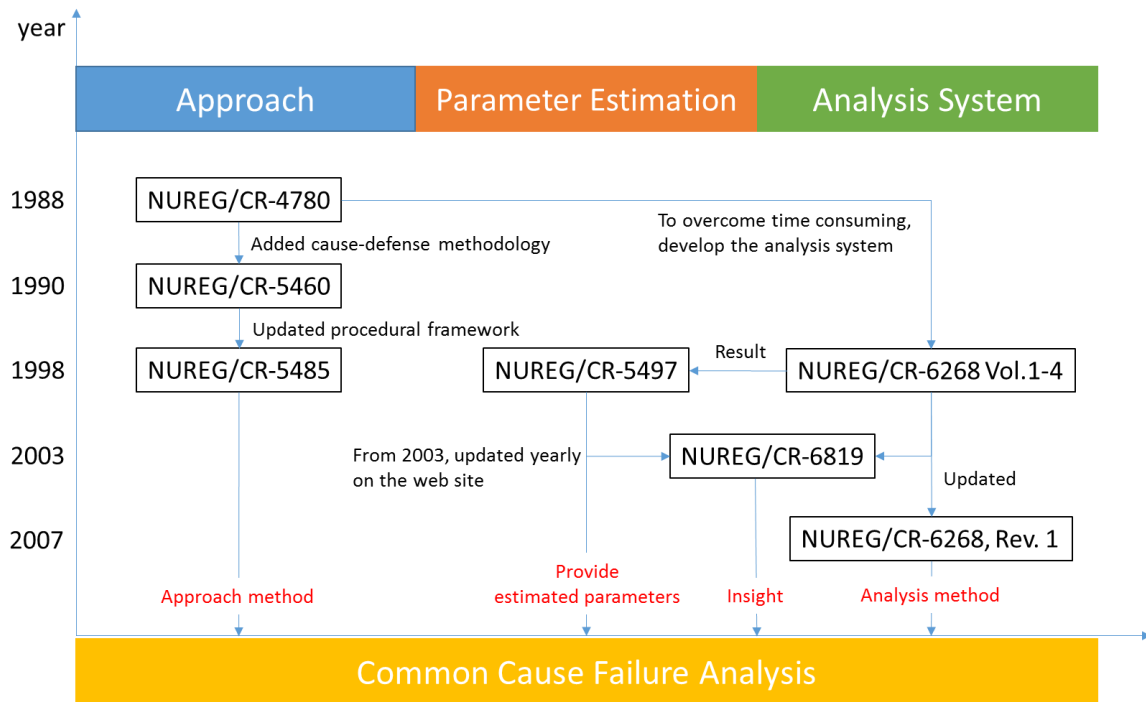 year
Approach
Parameter Estimation
Analysis System
1988
NUREG/CR-4780
To overcome time consuming,
develop the analysis system
Added cause-defense methodology
1990
NUREG/CR-5460
Updated procedural framework
1998
NUREG/CR-5485
NUREG/CR-5497
Result
NUREG/CR-6268 Vol.1-4
2003
From 2003, updated yearly
on the web site
NUREG/CR-6819
Updated
2007
NUREG/CR-6268, Rev. 1
Approach method
Provide
estimated parameters
Insight
Analysis method
Common Cause Failure Analysis